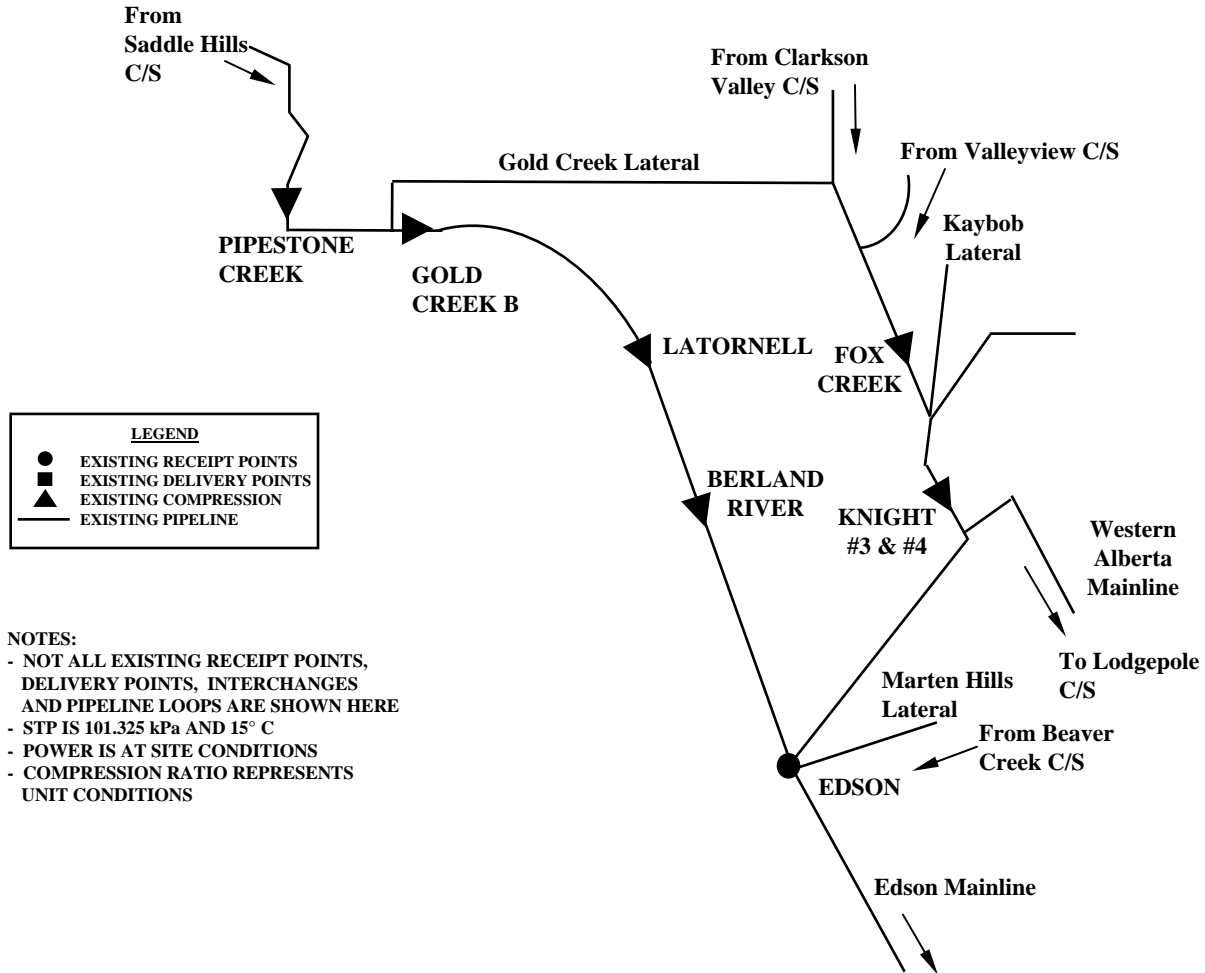 From
Saddle Hills
C/S
From Clarkson
Valley C/S
Gold Creek Lateral
From Valleyview C/S
Kaybob
Lateral
PIPESTONE
CREEK
GOLD
CREEK B
LATORNELL
FOX
CREEK
LEGEND
EXISTING RECEIPT POINTS
EXISTING DELIVERY POINTS
EXISTING COMPRESSION
EXISTING PIPELINE
BERLAND
RIVER
KNIGHT
#3 & #4
Western
Alberta
Mainline
To Lodgepole
C/S
NOTES:
- NOT ALL EXISTING RECEIPT POINTS,
DELIVERY POINTS, INTERCHANGES
AND PIPELINE LOOPS ARE SHOWN HERE
- STP IS 101.325 kPa AND 15° C
- POWER IS AT SITE CONDITIONS
- COMPRESSION RATIO REPRESENTS
UNIT CONDITIONS
Marten Hills
Lateral
From Beaver
Creek C/S
EDSON
Edson Mainline